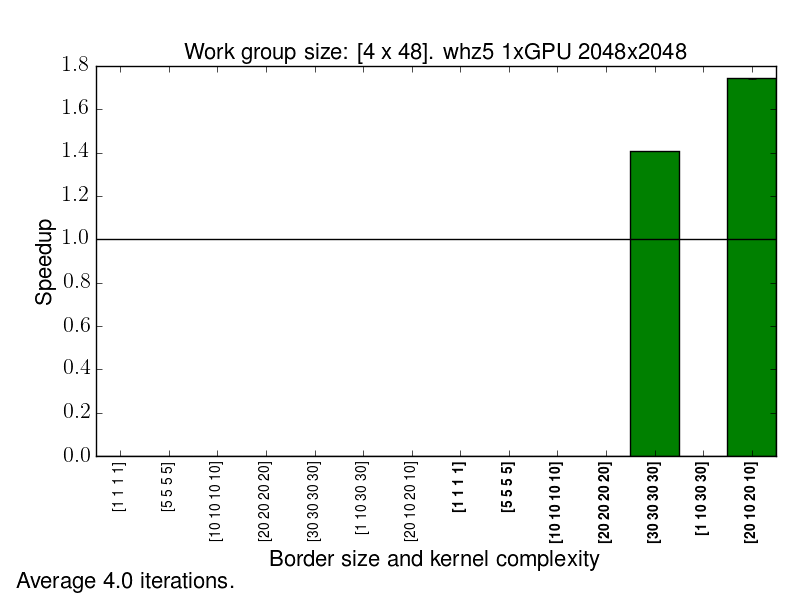 Work group size: [4 x 48]. whz5 1xGPU 2048x2048
1.8
1.6
1.4
1.2
1.0
0.8
0.6
0.4
0.2
0.0
Speedup
[1 1 1 1]
[5 5 5 5]
[10 10 10 10]
[20 20 20 20]
[30 30 30 30]
[1 10 30 30]
[20 10 20 10]
[1 1 1 1]
[5 5 5 5]
[10 10 10 10]
[20 20 20 20]
[30 30 30 30]
[1 10 30 30]
[20 10 20 10]
Border size and kernel complexity
Average 4.0 iterations.